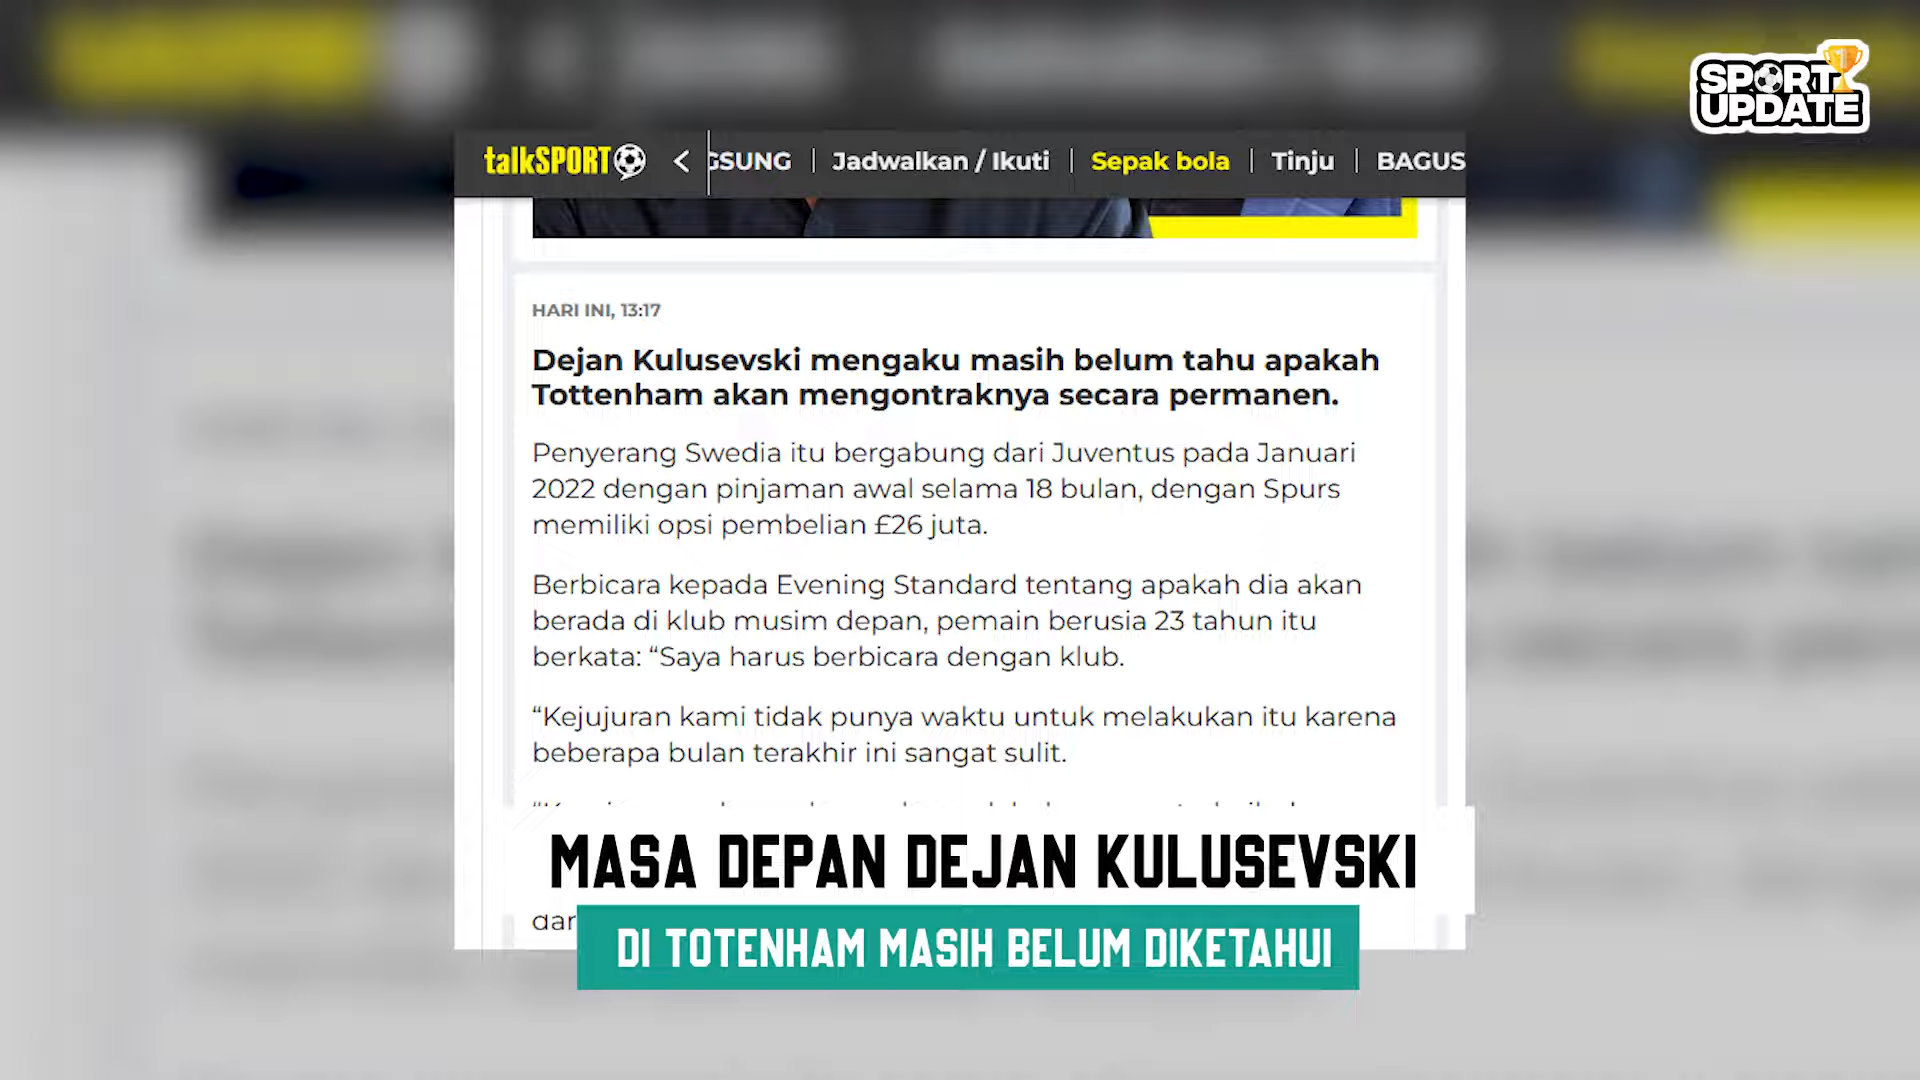 SPORT
UPDATE
talkSPORT < GSUNG | Jadwalkan / Ikuti | Sepak bola | Tinju | BAGUS
HARI INI, 13:17
Dejan Kulusevski mengaku masih belum tahu apakah
Tottenham akan mengontraknya secara permanen.
Penyerang Swedia itu bergabung dari Juventus pada Januari
2022 dengan pinjaman awal selama 18 bulan, dengan Spurs
memiliki opsi pembelian £26 juta.
Berbicara kepada Evening Standard tentang apakah dia akan
berada di klub musim depan, pemain berusia 23 tahun itu
berkata: “Saya harus berbicara dengan klub.
“Kejujuran kami tidak punya waktu untuk melakukan itu karena
beberapa bulan terakhir ini sangat sulit.
MASA DEPAN DEJAN KULUSEVSKI
DI TOTENHAM MASIH BELUM DIKETAHUI